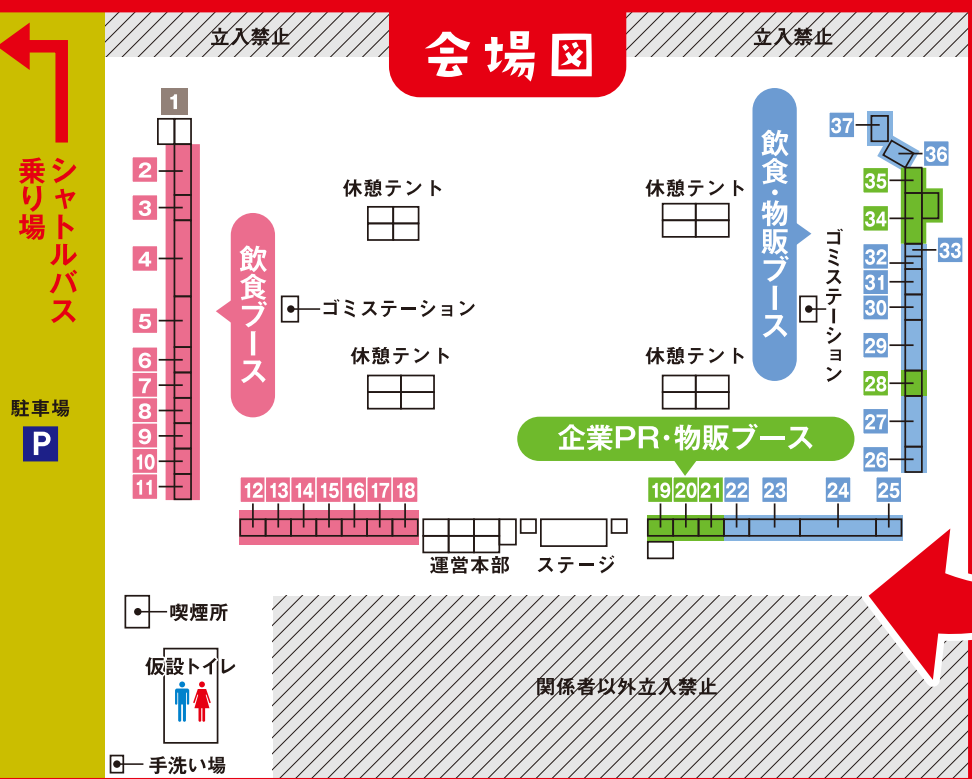 会場図
立入禁止
立入禁止
シャトルバス
乗り場
駐車場
P
1
2
3
4
5
6
7
8
9
10
11
飲食ブース
休憩テント
休憩テント
ゴミステーション
休憩テント
休憩テント
飲食・物販ブース
ゴミステーション
37
36
35
34
33
32
31
30
29
28
27
26
企業PR・物販ブース
12 13 14 15 16 17 18
19 20 21 22 23 24 25
運営本部
ステージ
喫煙所
仮設トイレ
手洗い場
関係者以外立入禁止